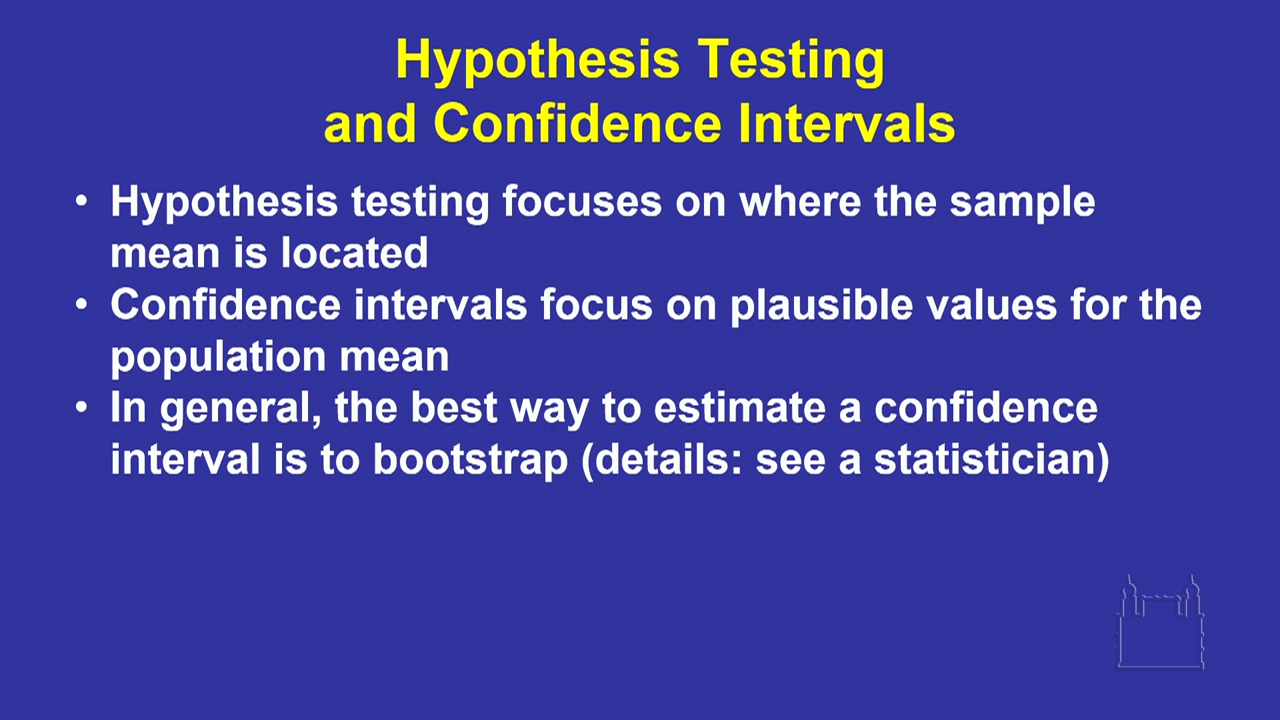 Hypothesis Testing
and Confidence Intervals
• Hypothesis testing focuses on where the sample
mean is located
• Confidence intervals focus on plausible values for the
population mean
• In general, the best way to estimate a confidence
interval is to bootstrap (details: see a statistician)